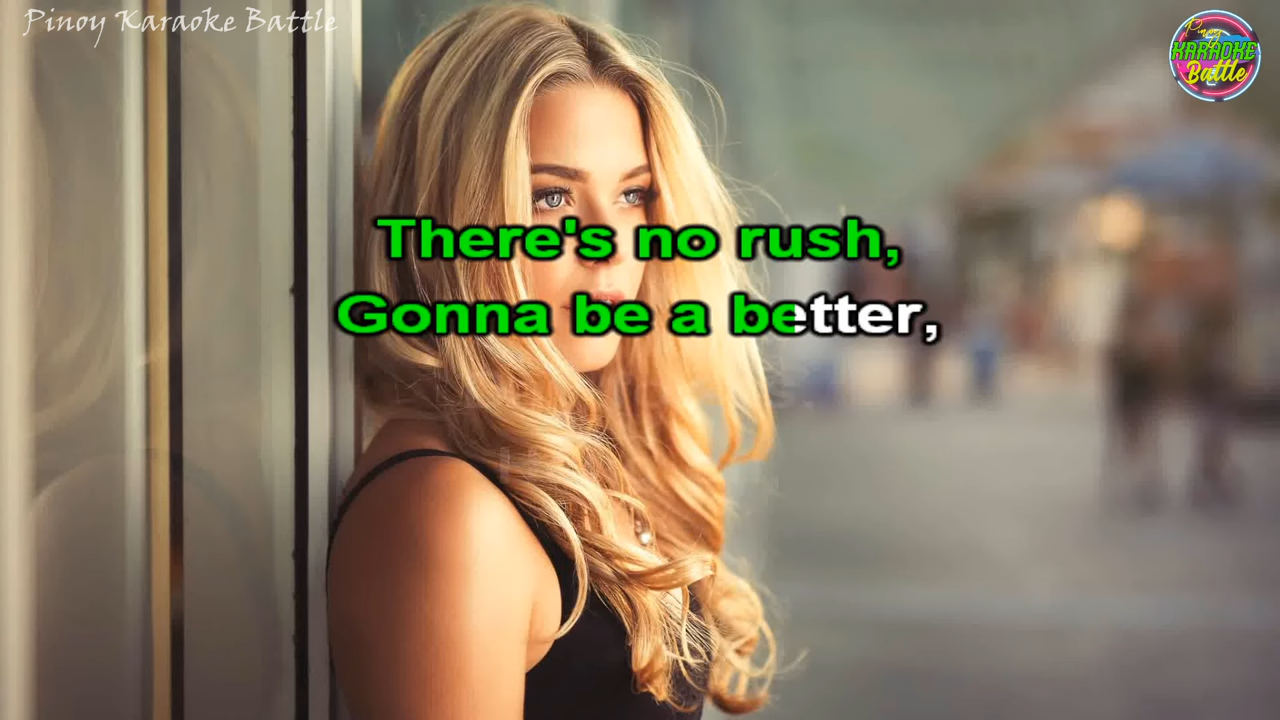 Pinoy Karaoke Battle
Pinoy
KARAOKE
Battle
There's no rush,
Gonna be a better,